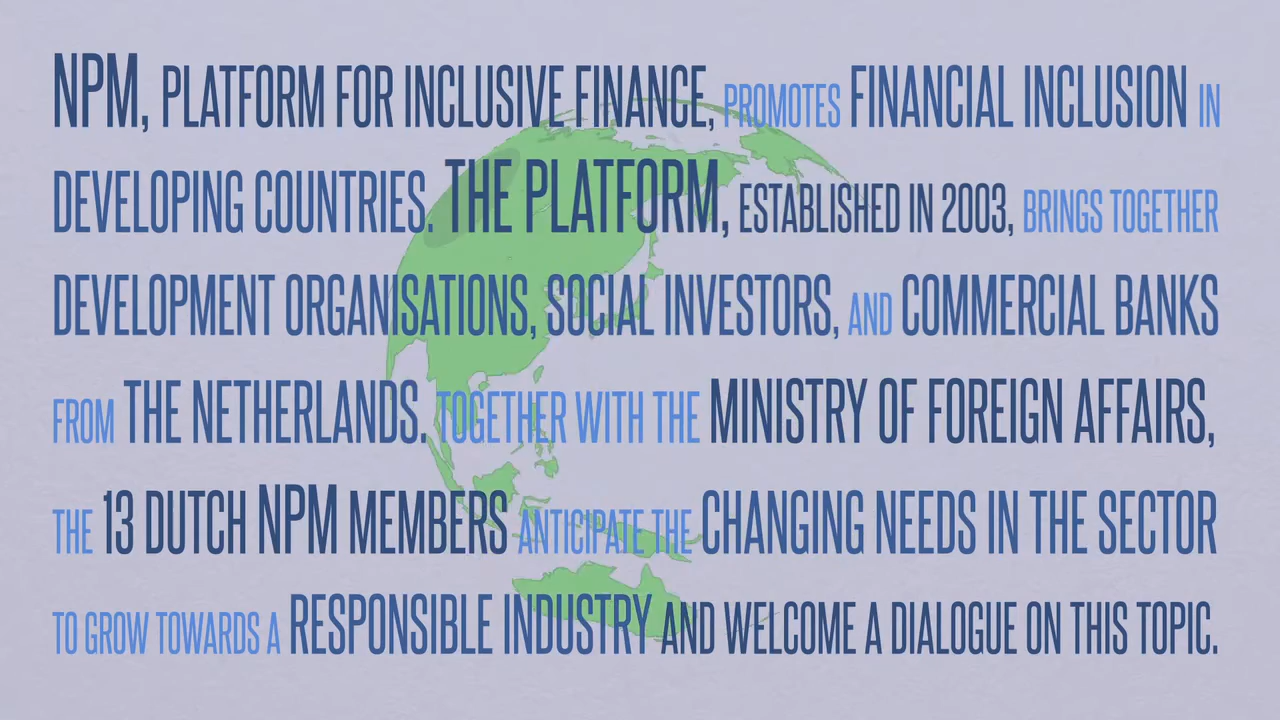 NPM, PLATFORM FOR INCLUSIVE FINANCE, PROMOTES FINANCIAL INCLUSION IN
DEVELOPING COUNTRIES. THE PLATFORM, ESTABLISHED IN 2003, BRINGS TOGETHER
DEVELOPMENT ORGANISATIONS, SOCIAL INVESTORS, AND COMMERCIAL BANKS
FROM THE NETHERLANDS. TOGETHER WITH THE MINISTRY OF FOREIGN AFFAIRS,
THE 13 DUTCH NPM MEMBERS ANTICIPATE THE CHANGING NEEDS IN THE SECTOR
TO GROW TOWARDS A RESPONSIBLE INDUSTRY AND WELCOME A DIALOGUE ON THIS TOPIC.